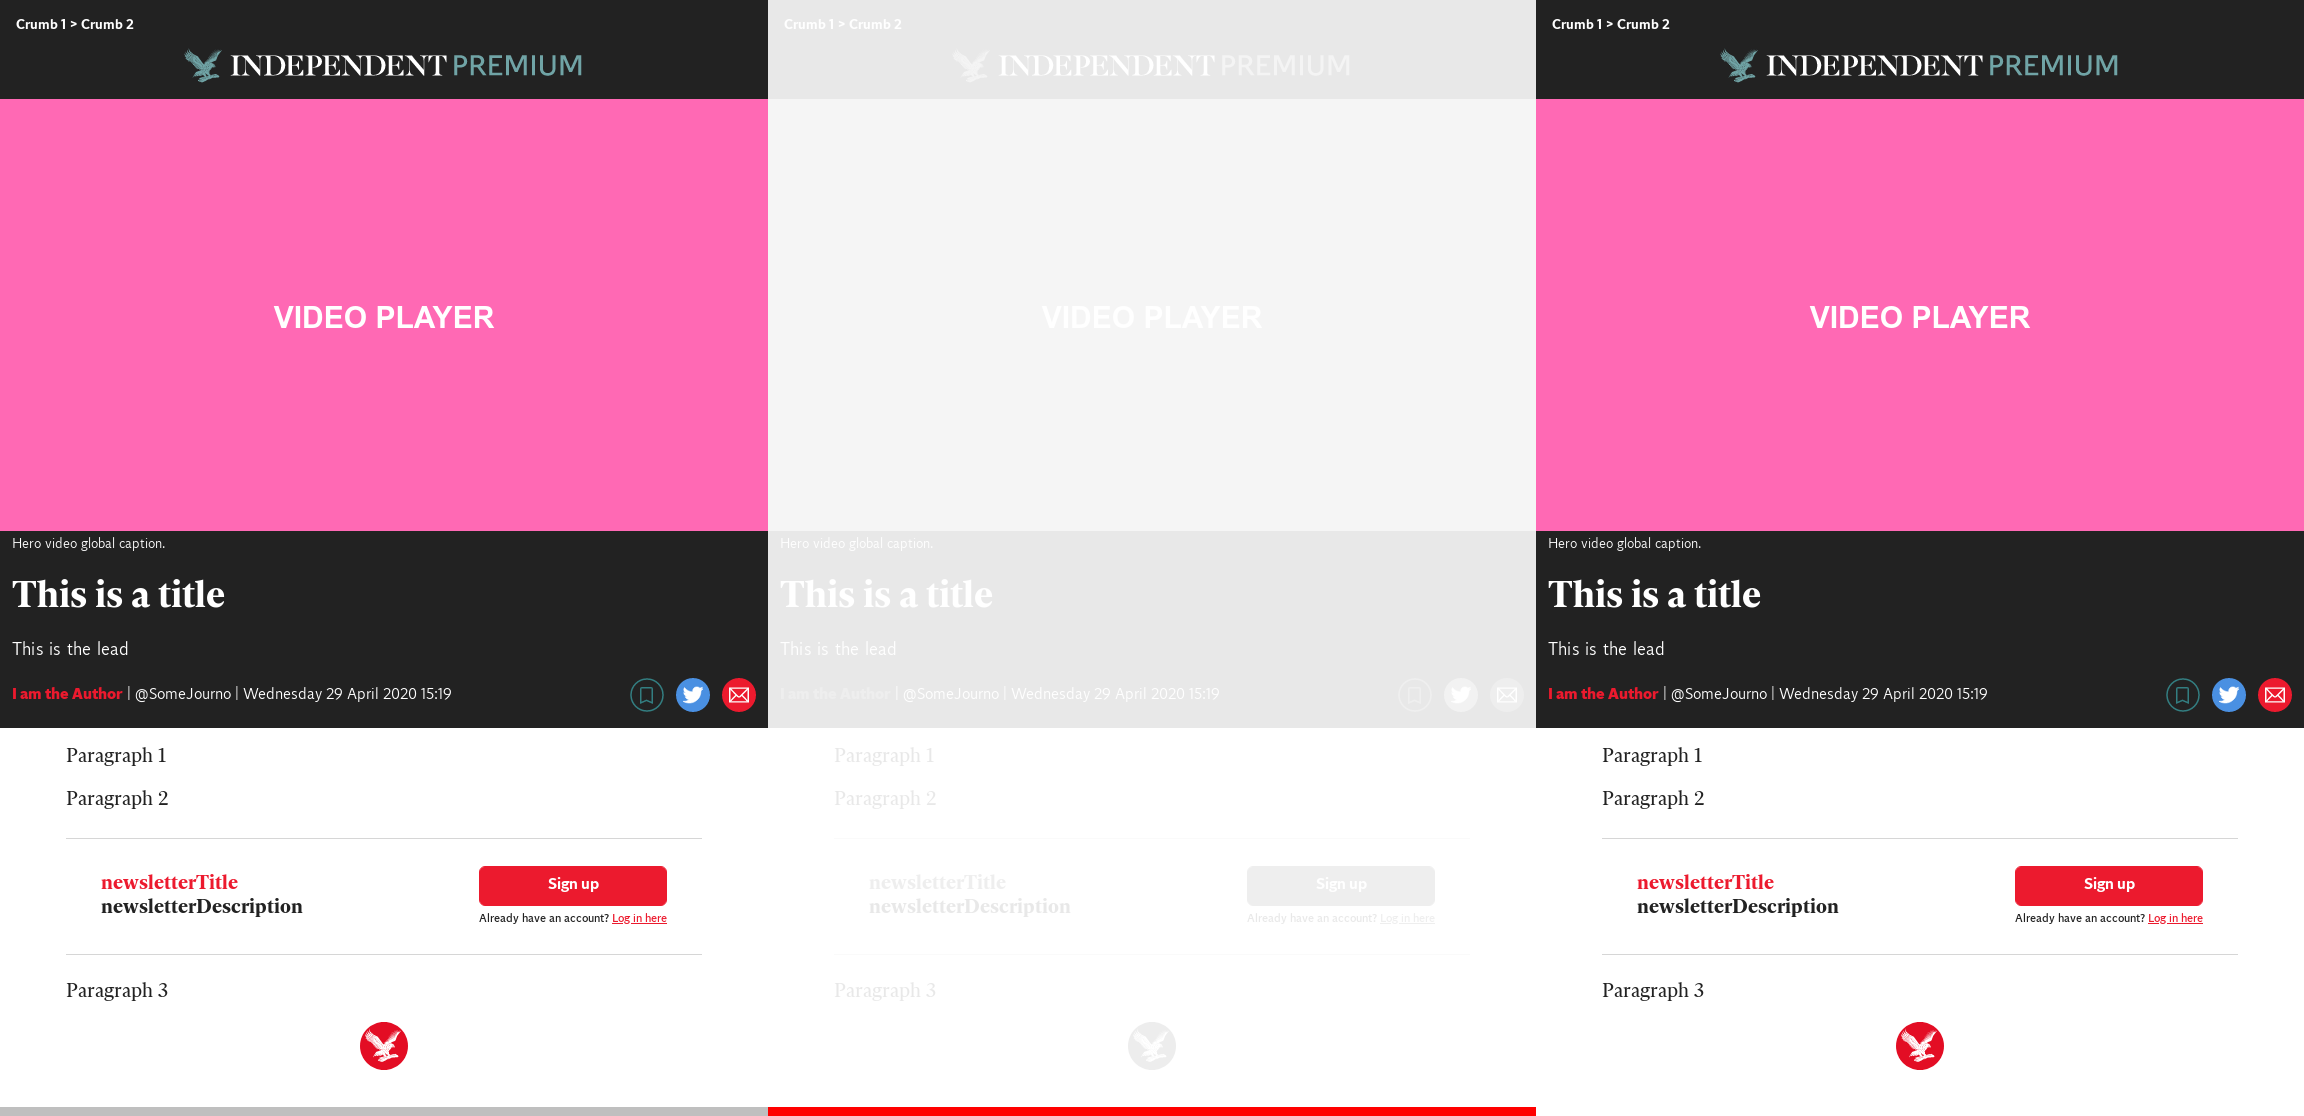 Crumb 1 > Crumb 2
INDEPENDENT PREMIUM
VIDEO PLAYER
Hero video global caption.
This is a title
This is the lead
I am the Author | @SomeJourno | Wednesday 29 April 2020 15:19
Paragraph 1
Paragraph 2
newsletterTitle
newsletterDescription
Sign up
Already have an account? Log in here
Paragraph 3
Crumb 1 > Crumb 2
INDEPENDENT PREMIUM
VIDEO PLAYER
Hero video global caption.
This is a title
This is the lead
I am the Author | @SomeJourno | Wednesday 29 April 2020 15:19
Paragraph 1
Paragraph 2
newsletterTitle
newsletterDescription
Sign up
Already have an account? Log in here
Paragraph 3
Crumb 1 > Crumb 2
INDEPENDENT PREMIUM
VIDEO PLAYER
Hero video global caption.
This is a title
This is the lead
I am the Author | @SomeJourno | Wednesday 29 April 2020 15:19
Paragraph 1
Paragraph 2
newsletterTitle
newsletterDescription
Sign up
Already have an account? Log in here
Paragraph 3